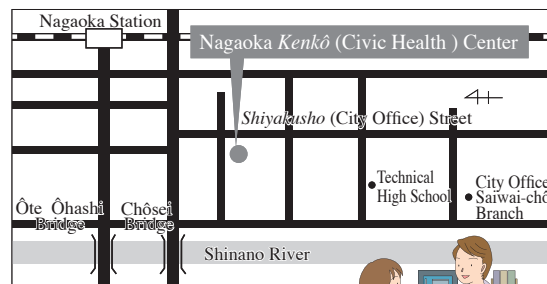 Nagaoka Station
Nagaoka Kenkô (Civic Health ) Center
Shiyakusho (City Office) Street
Technical
High School
City Office
Saiwai-chô
Branch
Ôte Ôhashi
Bridge
Chôsei
Bridge
Shinano River